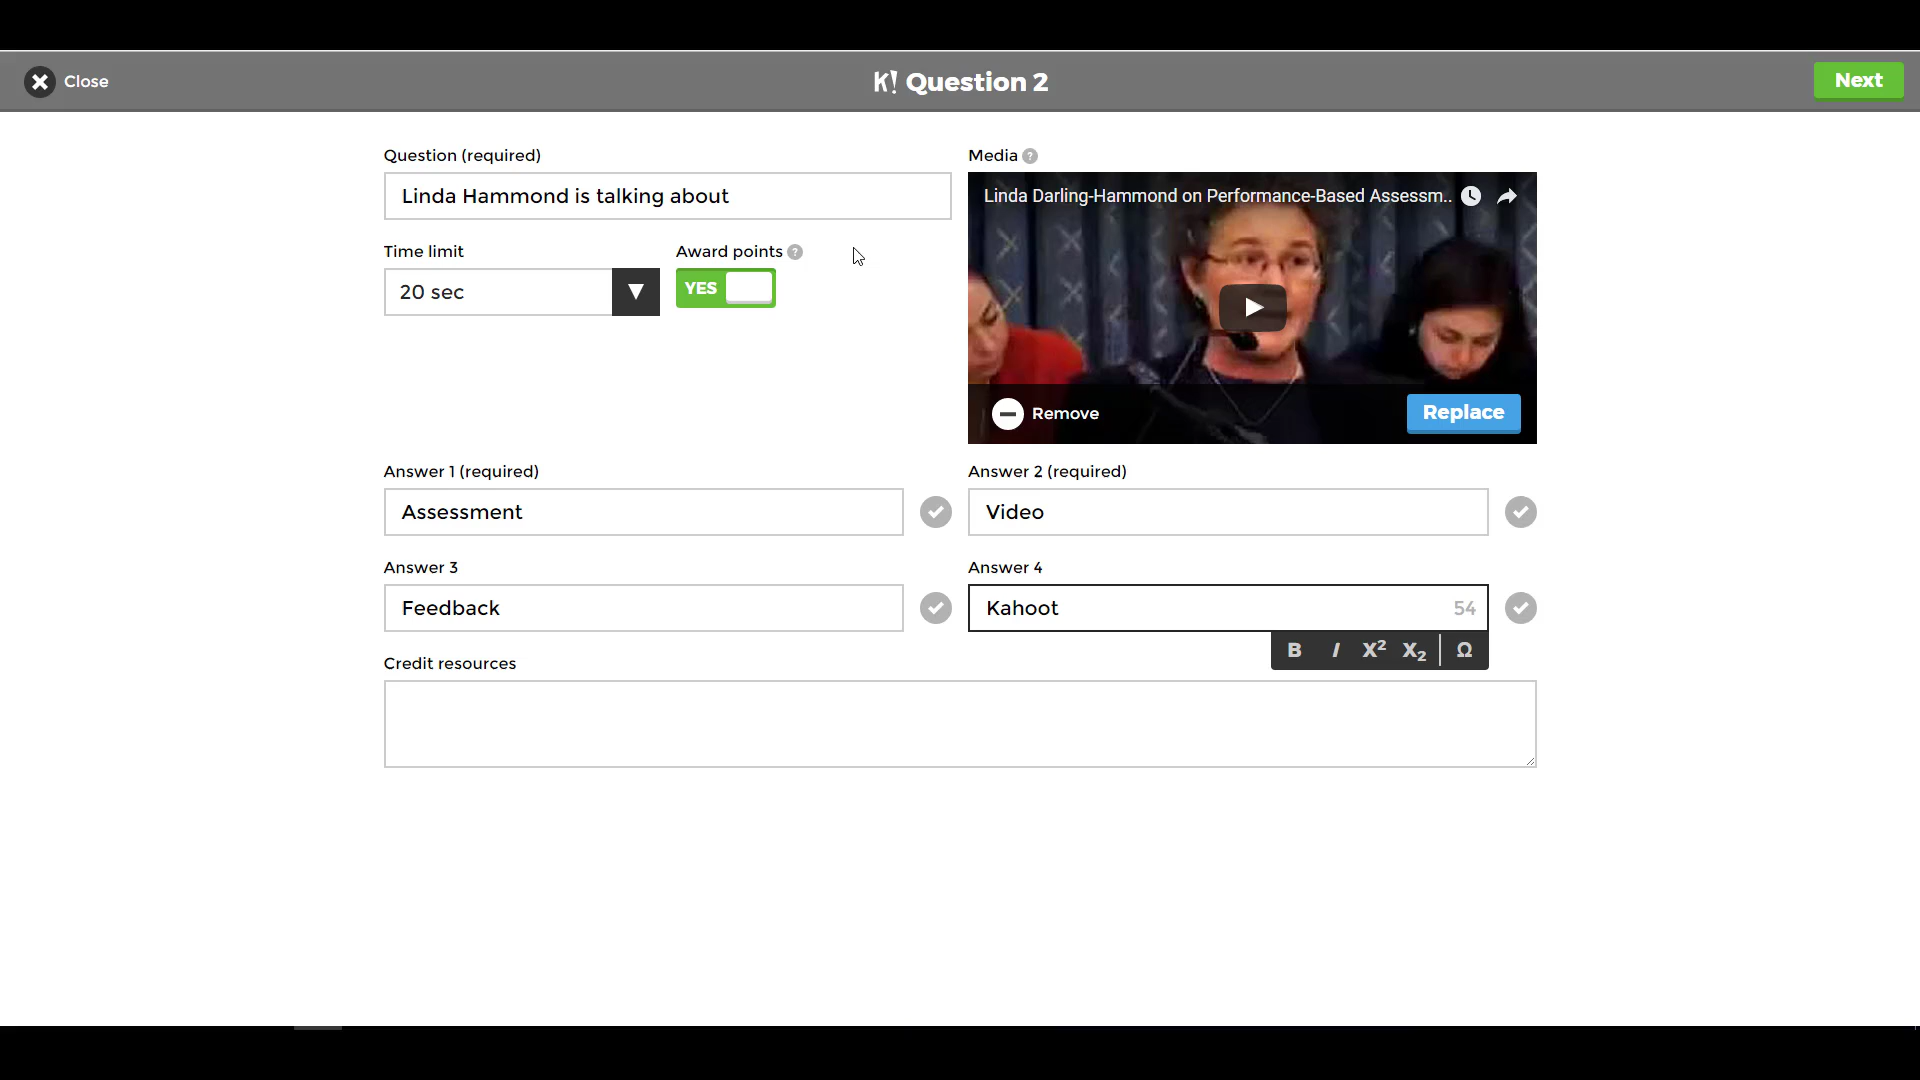 Close
K! Question 2
Next
Question (required)
Linda Hammond is talking about
Media ?
Linda Darling-Hammond on Performance-Based Assessm..
Time limit
Award points ?
20 sec
YES
Remove
Replace
Answer 1 (required)
Answer 2 (required)
Assessment
Video
Answer 3
Answer 4
Feedback
Kahoot 54
B I X² X₂ Ω
Credit resources